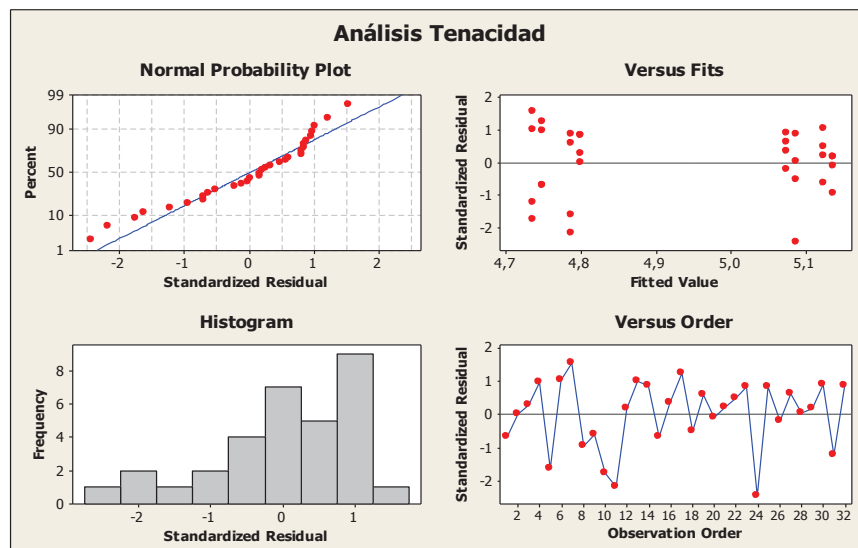 Análisis Tenacidad
Normal Probability Plot
99
90
50
10
1
Percent
-2 -1 0 1 2
Standardized Residual
Versus Fits
2
1
0
-1
-2
Standardized Residual
4,7 4,8 4,9 5,0 5,1
Fitted Value
Histogram
8
6
4
2
0
Frequency
-2 -1 0 1
Standardized Residual
Versus Order
2
1
0
-1
-2
Standardized Residual
2 4 6 8 10 12 14 16 18 20 22 24 26 28 30 32
Observation Order